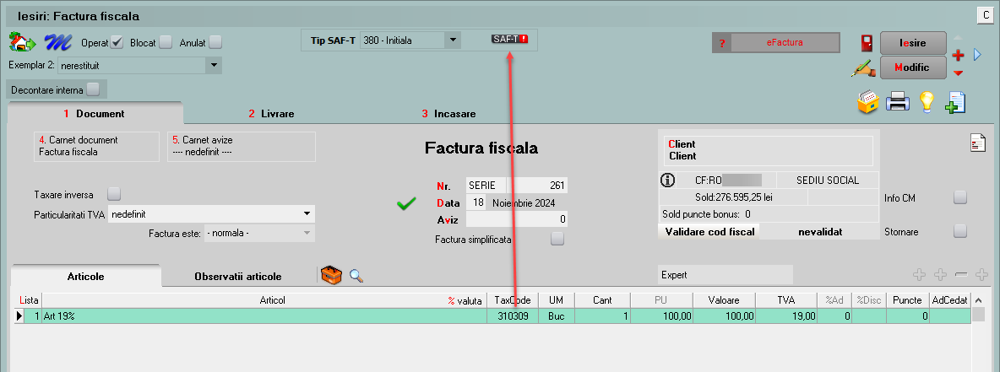 Iesiri: Factura fiscala
C
Operat Blocat Anulat
Tip SAF-T 380 - Initiala SAF-T !
? eFactura
Iesire
Exemplar 2: nerestituit
Modific
Decontare interna
1 Document 2 Livrare 3 Incasare
4. Carnet document
Factura fiscala
5. Carnet avize
---- nedefinit ----
Factura fiscala
Client
Client
Nr. SERIE 261
CF:RO SEDIU SOCIAL
Taxare inversa
Data 18 Noiembrie 2024
Sold:276.595,25 lei
Info CM
Particularitati TVA nedefinit
Aviz 0
Sold puncte bonus: 0
Factura este: - normala -
Factura simplificata
Validare cod fiscal nevalidat
Stornare
Articole Observatii articole
Expert
Lista Articol % valuta TaxCode UM Cant PU Valoare TVA %Ad %Disc Puncte AdCedat
1 Art 19% 310309 Buc 1 100,00 100,00 19,00 0 0